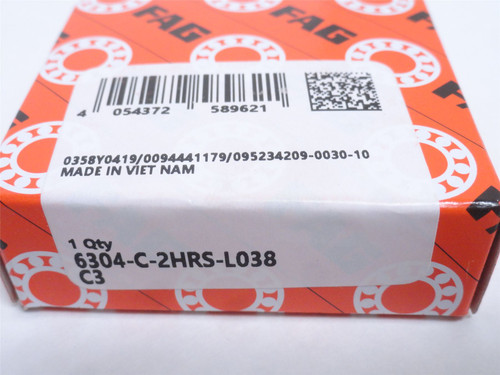 FAG
FAG
4 054372 589621
0358Y0419/0094441179/095234209-0030-10
MADE IN VIET NAM
1 Qty
6304-C-2HRS-L038
C3